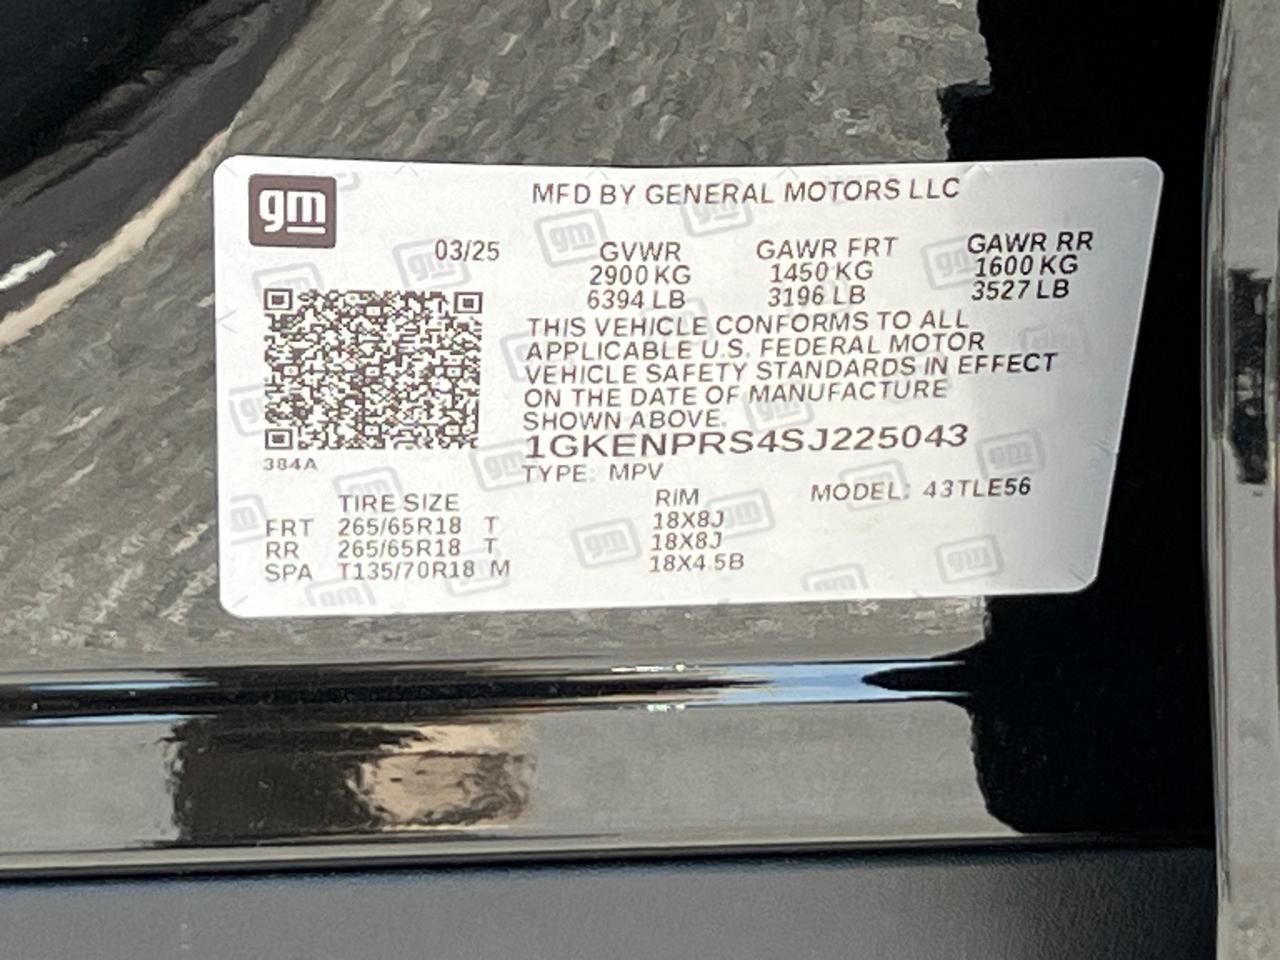 gm
MFD BY GENERAL MOTORS LLC
03/25 GVWR GAWR FRT GAWR RR
2900 KG 1450 KG 1600 KG
6394 LB 3196 LB 3527 LB
THIS VEHICLE CONFORMS TO ALL
APPLICABLE U.S. FEDERAL MOTOR
VEHICLE SAFETY STANDARDS IN EFFECT
ON THE DATE OF MANUFACTURE
SHOWN ABOVE.
1GKENPRS4SJ225043
384A
TYPE: MPV
MODEL: 43TLE56
TIRE SIZE RIM
FRT 265/65R18 T 18X8J
RR 265/65R18 T 18X8J
SPA T135/70R18 M 18X4.5B